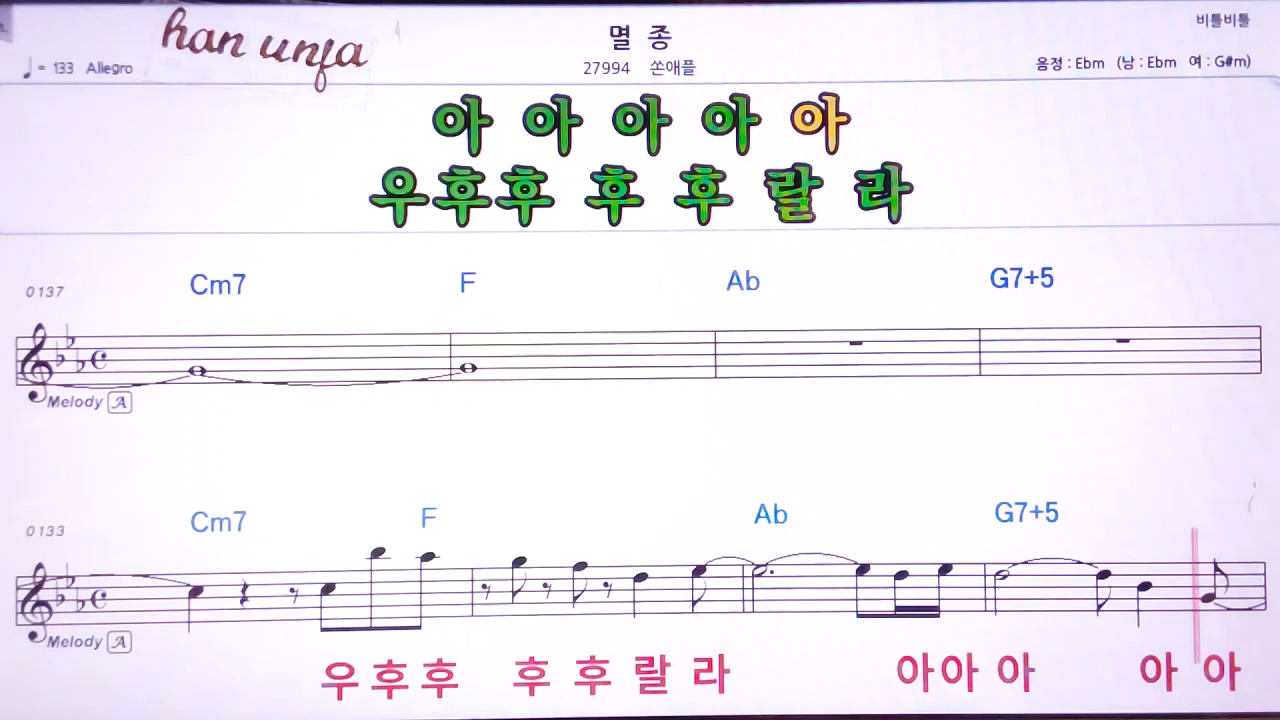 han unfa
멸 종
비틀비틀
♩= 133 Allegro
27994 쏜애플
음정 : Ebm (남 : Ebm 여 : G#m)
아 아 아 아 아
우후후 후 후 랄 라
0137
Cm7 F Ab G7+5
Melody A
0133
Cm7 F Ab G7+5
Melody A
우 후 후 후 후 랄 라 아 아 아 아 아